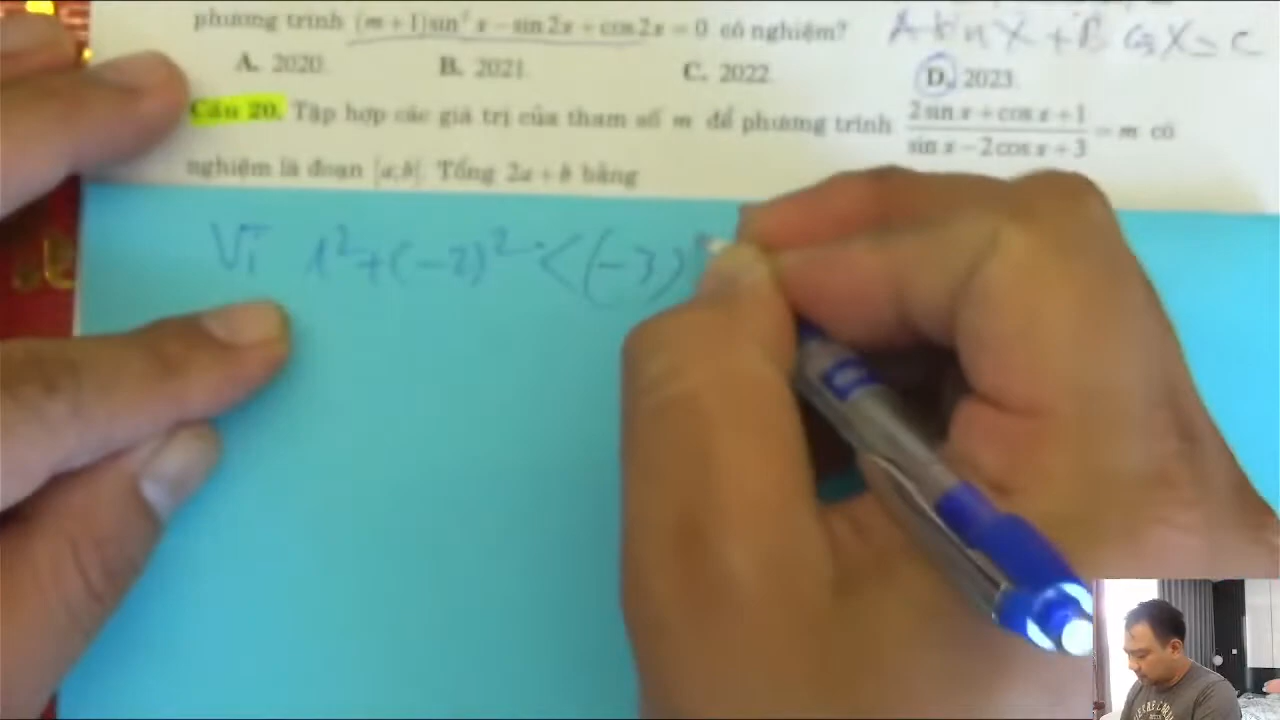 phương trình (m+1)sin² x − sin 2x + cos 2x = 0 có nghiệm?
A sin X + B cos X = C
A. 2020. B. 2021. C. 2022. D. 2023.
Câu 20. Tập hợp các giá trị của tham số m để phương trình (2 sin x + cos x + 1)/(sin x − 2 cos x + 3) = m có
nghiệm là đoạn [a; b]. Tổng 2a + b bằng
Vì 1² + (−2)² < (−3)²